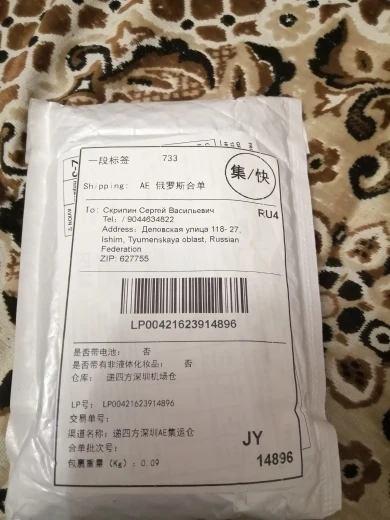 一段标签 733
集/快
Shipping: AE 俄罗斯合单
RU4
To: Скрипин Сергей Васильевич
Tel: / 9044634822
Address: Деповская улица 118- 27,
Ishim, Tyumenskaya oblast, Russian
Federation
ZIP: 627755
LP00421623914896
是否带电池: 否
是否带有非液体化妆品: 否
仓库: 递四方深圳机场仓
LP号: LP00421623914896
交易单号:
渠道名称: 递四方深圳AE集运仓
合单批次号:
包裹重量 (Kg): 0.09
JY
14896